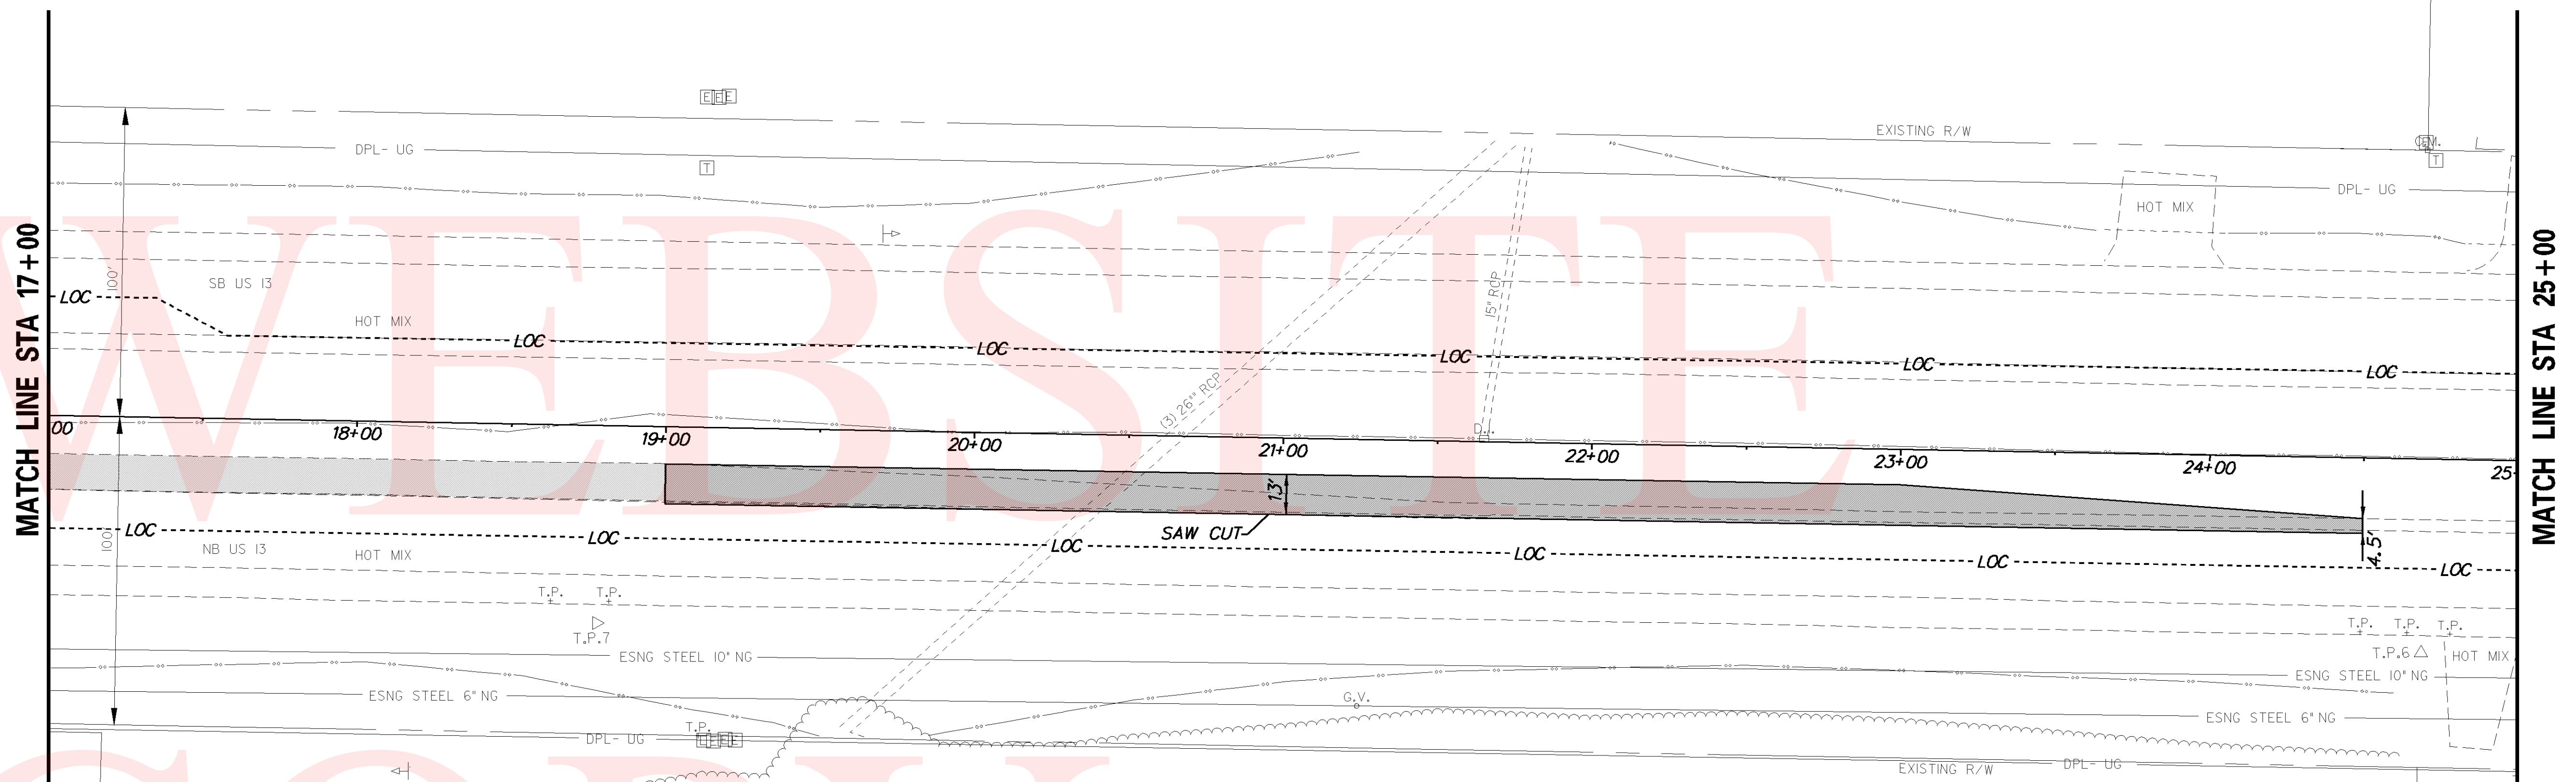 MATCH LINE STA 17+00
MATCH LINE STA 25+00
WEBSITE
COPY
E E E
EXISTING R/W
DPL- UG
T
T
DPL- UG
HOT MIX
SB US 13
HOT MIX
100'
15" RCP
(3) 26" RCP
LOC
LOC
LOC
LOC
LOC
LOC
00
18+00
19+00
20+00
21+00
22+00
23+00
24+00
25
13'
SAW CUT
4.5'
LOC
LOC
LOC
LOC
LOC
LOC
100'
NB US 13
HOT MIX
T.P.
T.P.
T.P.7
T.P.
T.P.
T.P.
T.P.6
HOT MIX
ESNG STEEL 10" NG
ESNG STEEL 10" NG
ESNG STEEL 6" NG
G.V.
ESNG STEEL 6" NG
T.P.
DPL- UG
EXISTING R/W
DPL- UG